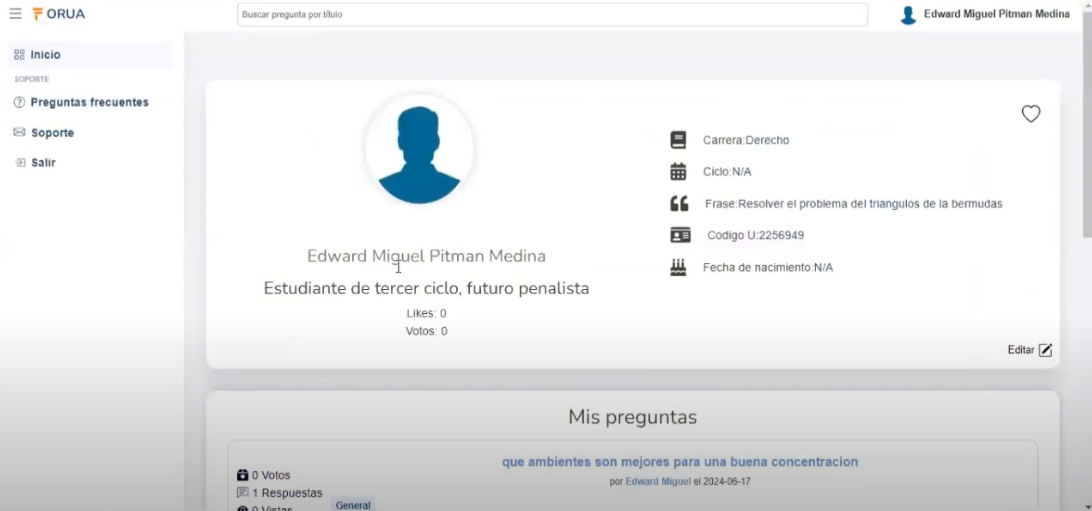 ORUA
Buscar pregunta por título
Edward Miguel Pitman Medina
Inicio
SOPORTE
Preguntas frecuentes
Soporte
Salir
Carrera:Derecho
Ciclo:N/A
Frase:Resolver el problema del triangulos de la bermudas
Codigo U:2256949
Fecha de nacimiento:N/A
Edward Miguel Pitman Medina
Estudiante de tercer ciclo, futuro penalista
Likes: 0
Votos: 0
Editar
Mis preguntas
que ambientes son mejores para una buena concentracion
por Edward Miguel el 2024-06-17
0 Votos
1 Respuestas
0 Vistas
General